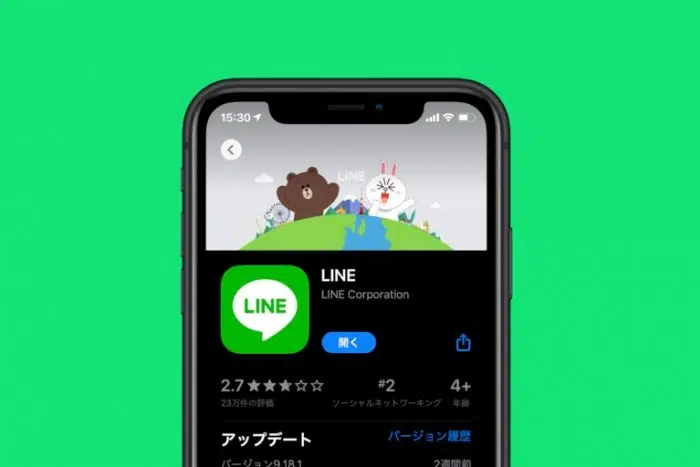 15:30
LINE
LINE
LINE Corporation
LINE
開く
2.7★★★☆☆
#2
4+
23万件の評価
ソーシャルネットワーキング
年齢
アップデート
バージョン履歴
バージョン9.18.1
2週間前